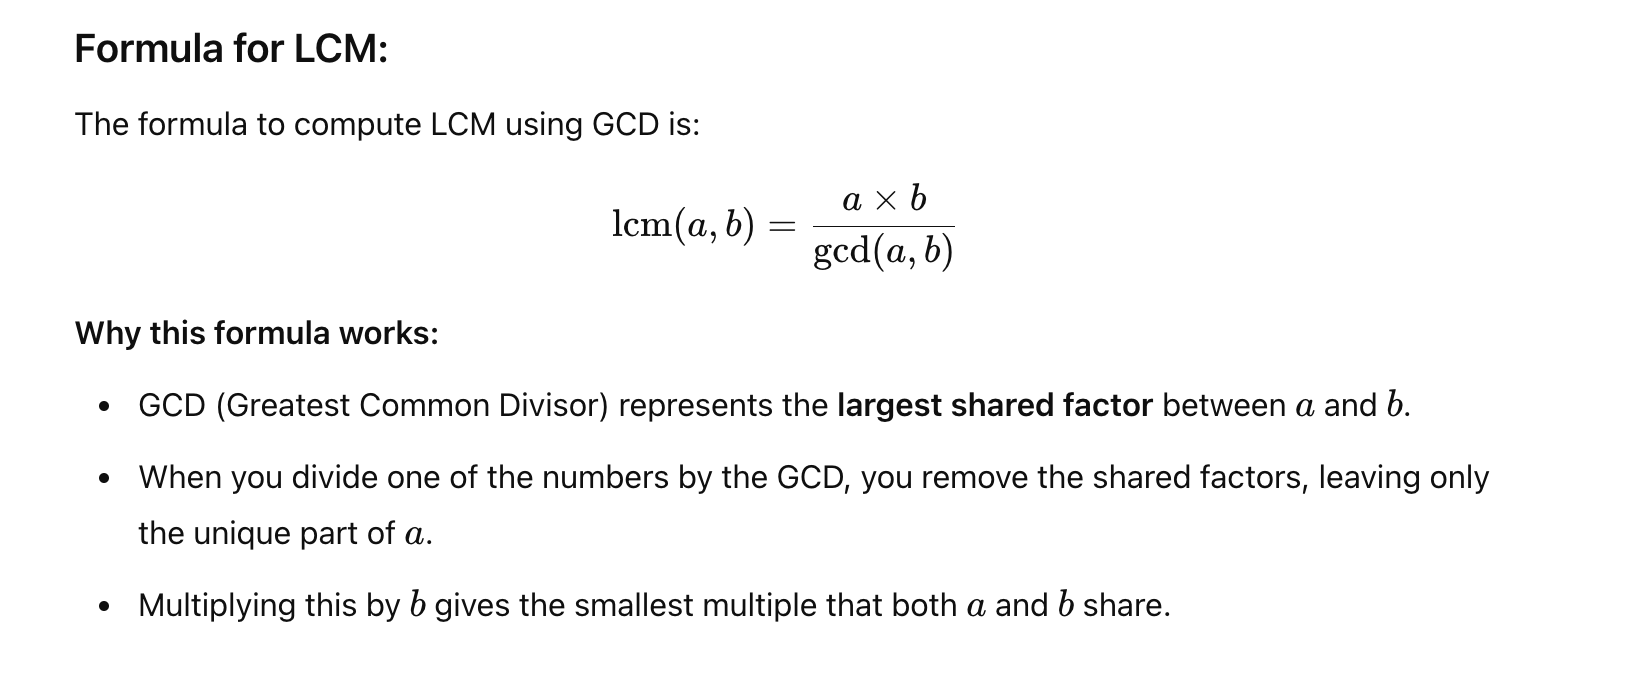 Formula for LCM:
The formula to compute LCM using GCD is:
lcm(a, b) = \frac{a × b}{gcd(a, b)}
Why this formula works:
• GCD (Greatest Common Divisor) represents the largest shared factor between a and b.
• When you divide one of the numbers by the GCD, you remove the shared factors, leaving only
the unique part of a.
• Multiplying this by b gives the smallest multiple that both a and b share.